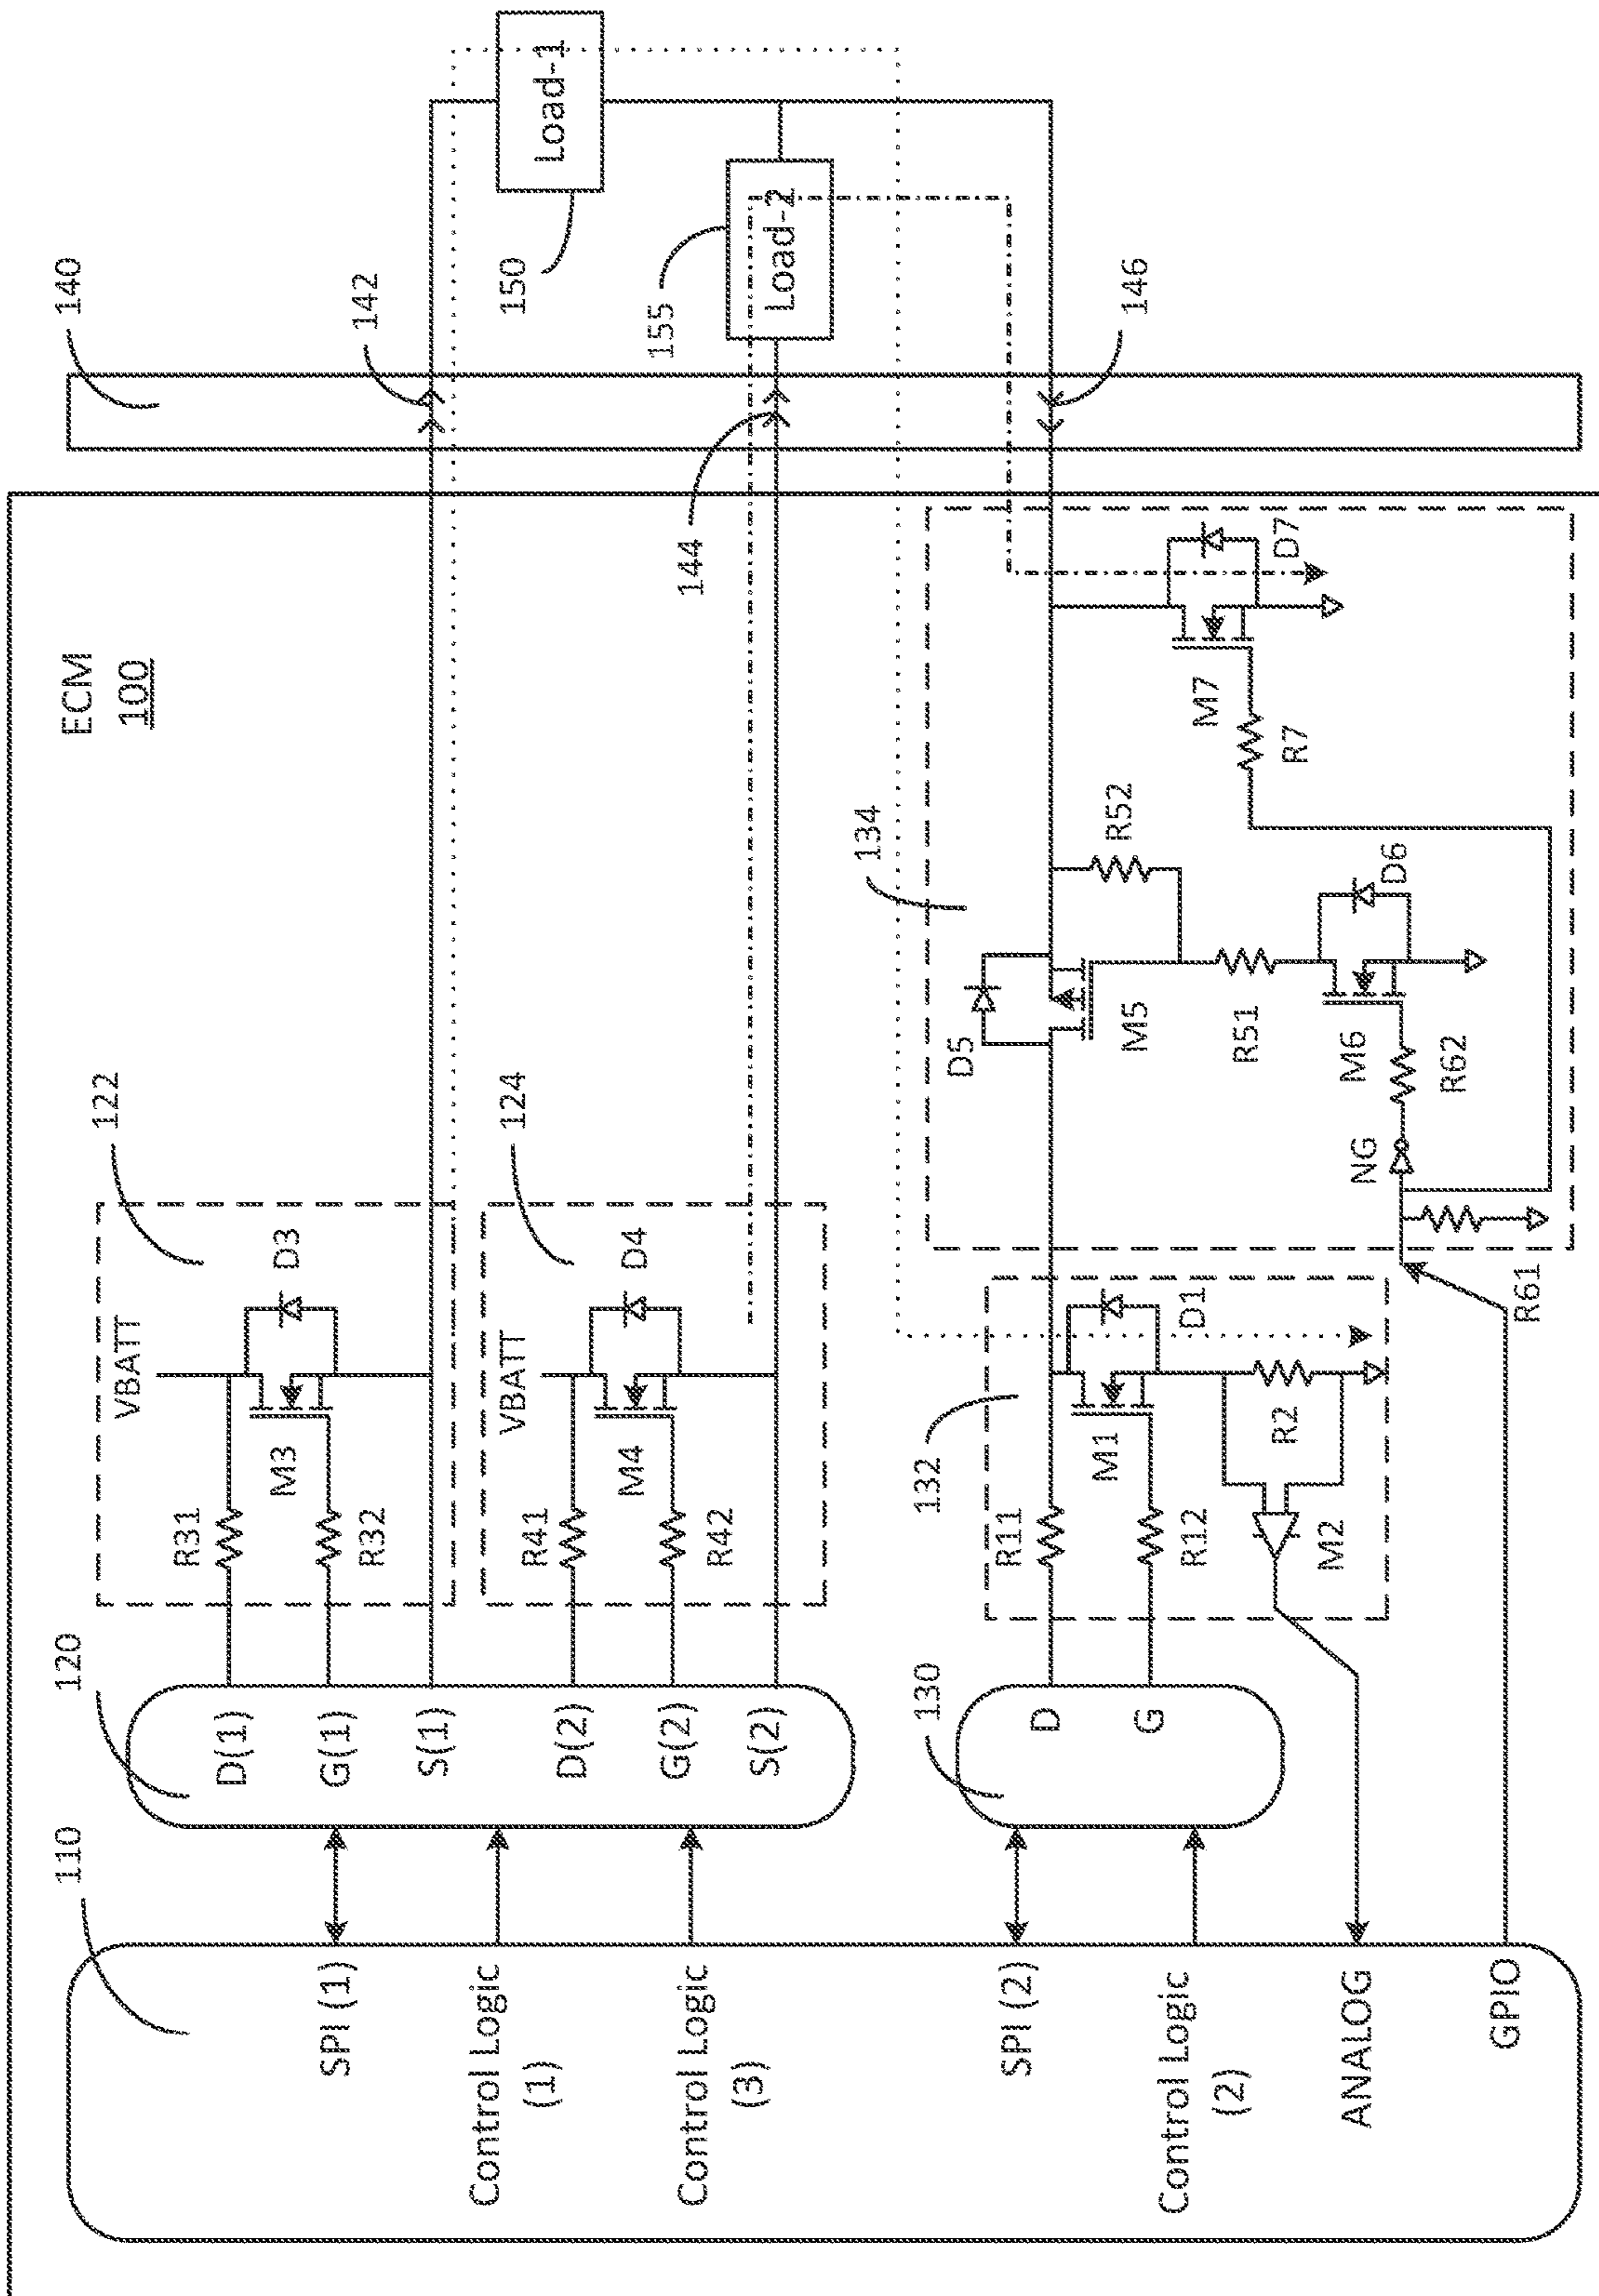 ECM
100
110
SPI (1)
Control Logic
(1)
Control Logic
(3)
SPI (2)
Control Logic
(2)
ANALOG
GPIO
120
D(1)
G(1)
S(1)
D(2)
G(2)
S(2)
130
D
G
122
VBATT
R31
M3
R32
D3
124
VBATT
R41
M4
R42
D4
132
R11
M1
R12
D1
R2
M2
134
D5
M5
R52
R51
M6
D6
R62
NG
R61
M7
R7
D7
140
142
144
146
150
Load-1
155
Load-2